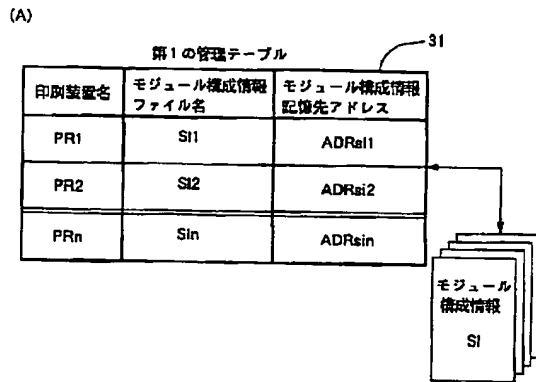 (A)
31
第1の管理テーブル
印刷装置名 モジュール構成情報ファイル名 モジュール構成情報記憶先アドレス
PR1 SI1 ADRsi1
PR2 SI2 ADRsi2
PRn SIn ADRsin
モジュール
構成情報
SI